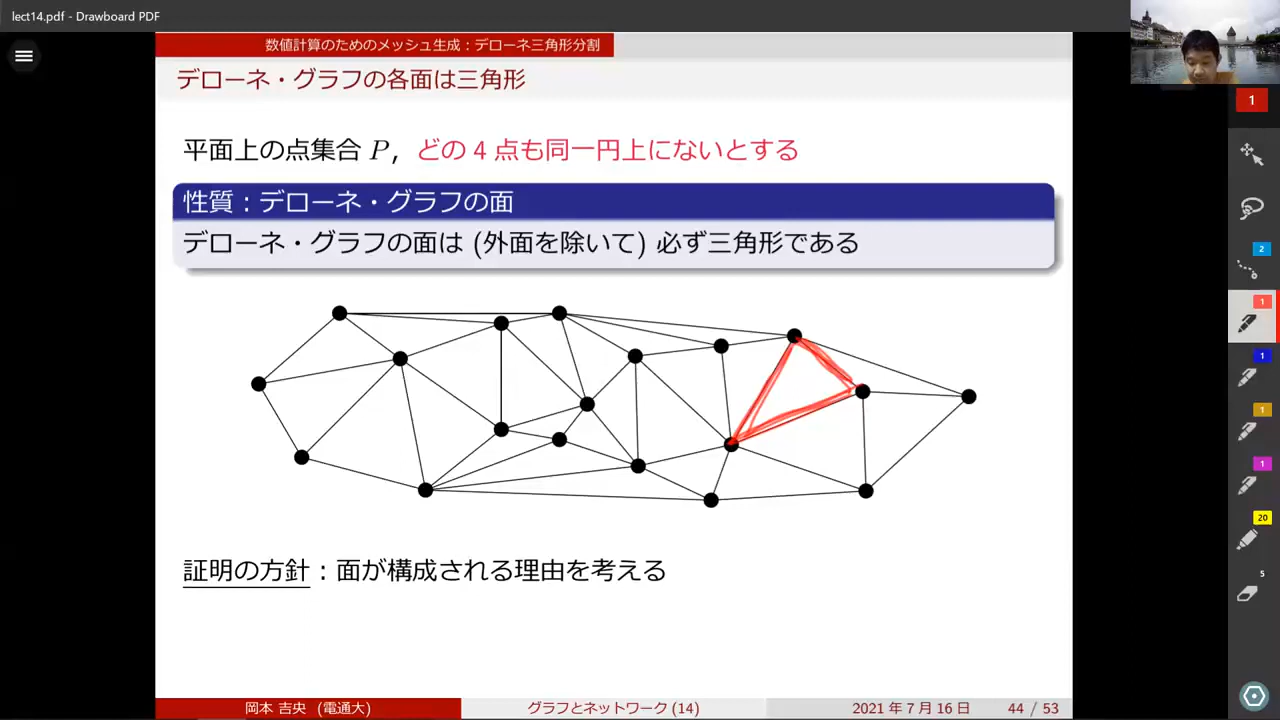 lect14.pdf - Drawboard PDF
数値計算のためのメッシュ生成：デローネ三角形分割
デローネ・グラフの各面は三角形
1
平面上の点集合 P，どの 4 点も同一円上にないとする
性質：デローネ・グラフの面
デローネ・グラフの面は (外面を除いて) 必ず三角形である
2
1
1
1
1
20
5
証明の方針：面が構成される理由を考える
岡本 吉央 (電通大) グラフとネットワーク (14) 2021 年 7 月 16 日 44 / 53